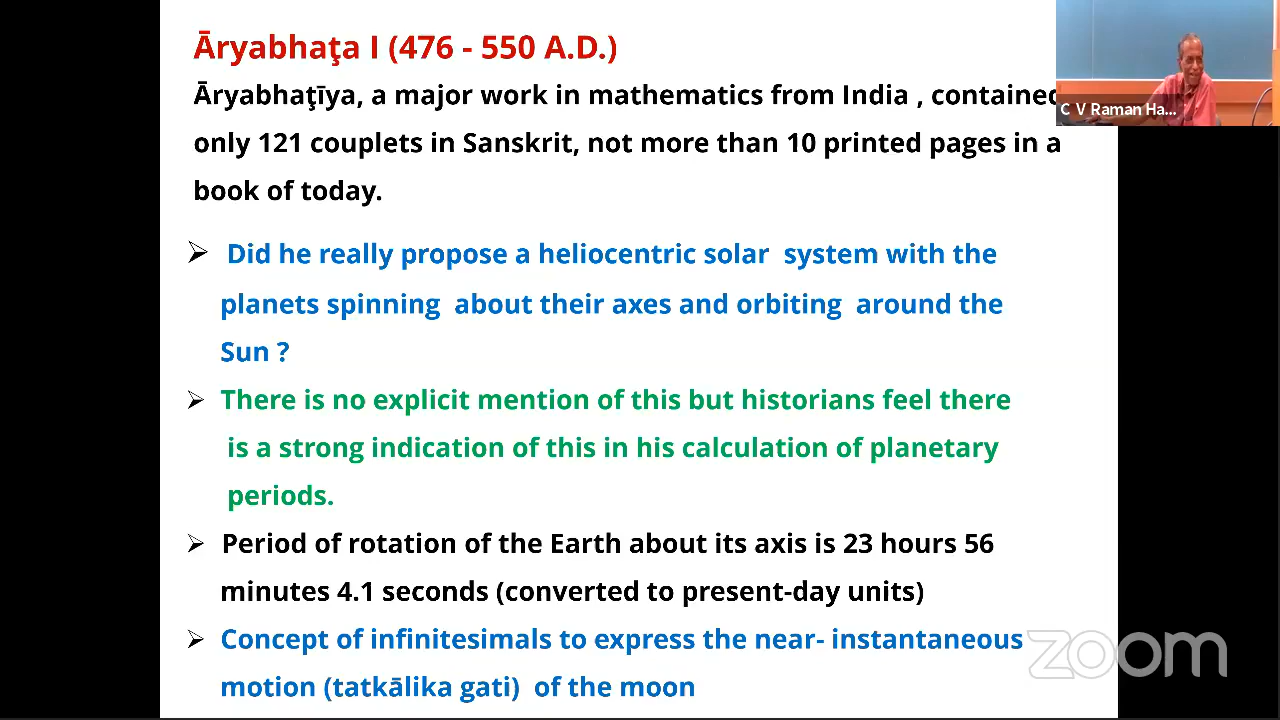 Āryabhaţa I (476 - 550 A.D.)
Āryabhaţīya, a major work in mathematics from India , contained
only 121 couplets in Sanskrit, not more than 10 printed pages in a
book of today.
Did he really propose a heliocentric solar system with the
planets spinning about their axes and orbiting around the
Sun ?
There is no explicit mention of this but historians feel there
is a strong indication of this in his calculation of planetary
periods.
Period of rotation of the Earth about its axis is 23 hours 56
minutes 4.1 seconds (converted to present-day units)
Concept of infinitesimals to express the near- instantaneous
motion (tatkālika gati) of the moon
C V Raman Ha...
zoom